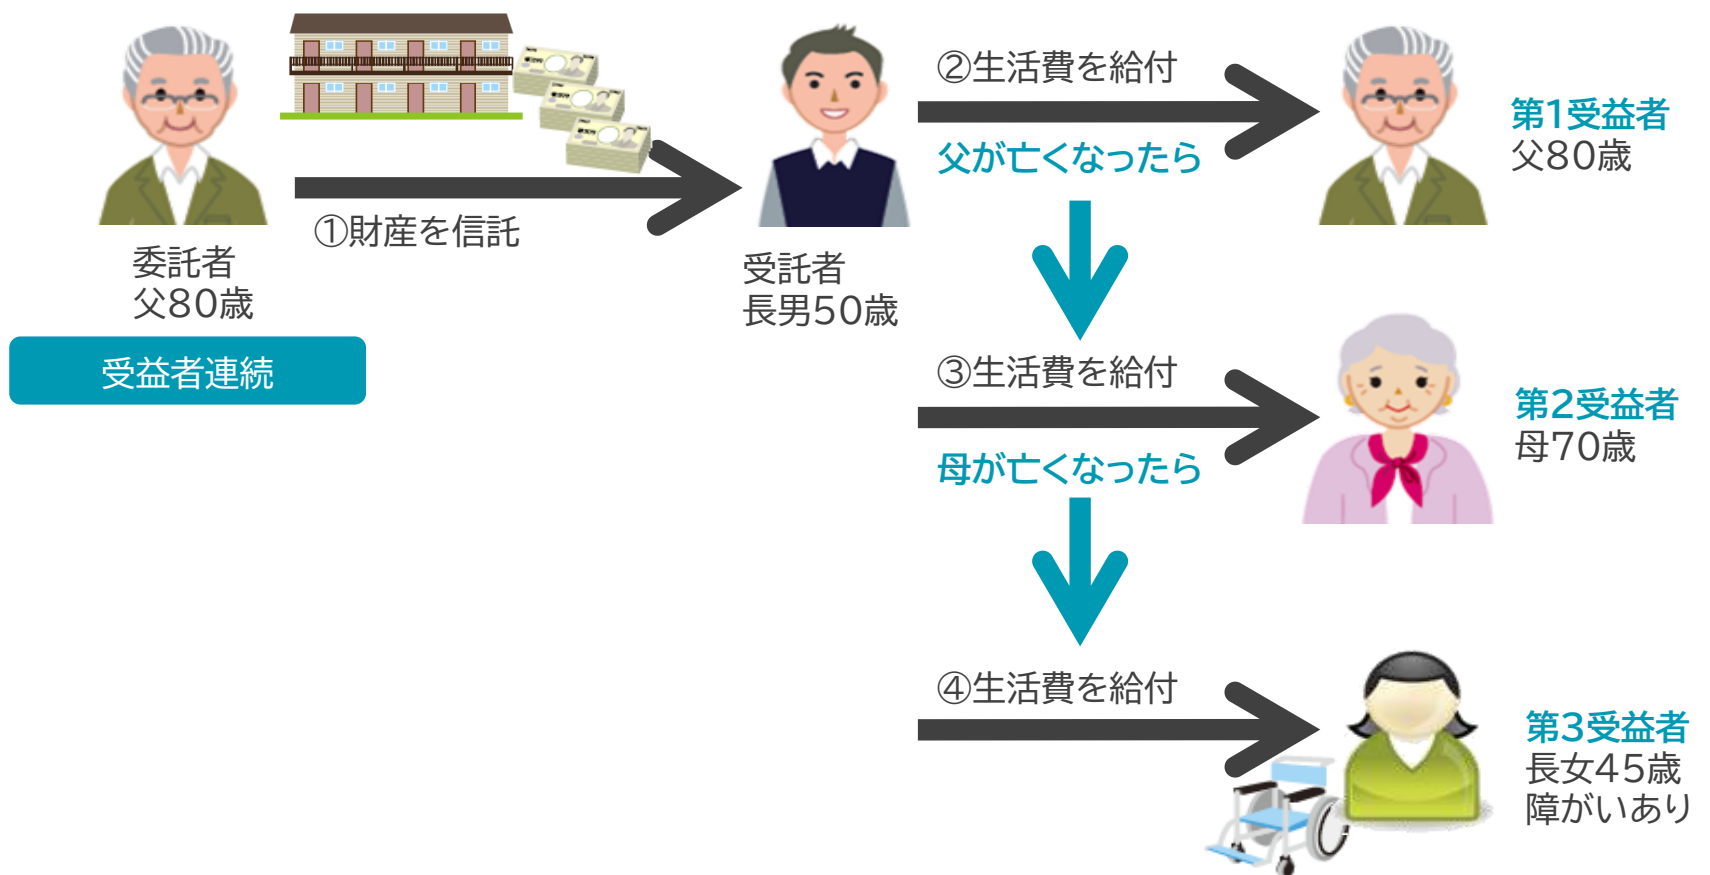 ①財産を信託
委託者
父80歳
受益者連続
受託者
長男50歳
②生活費を給付
父が亡くなったら
第1受益者
父80歳
③生活費を給付
母が亡くなったら
第2受益者
母70歳
④生活費を給付
第3受益者
長女45歳
障がいあり